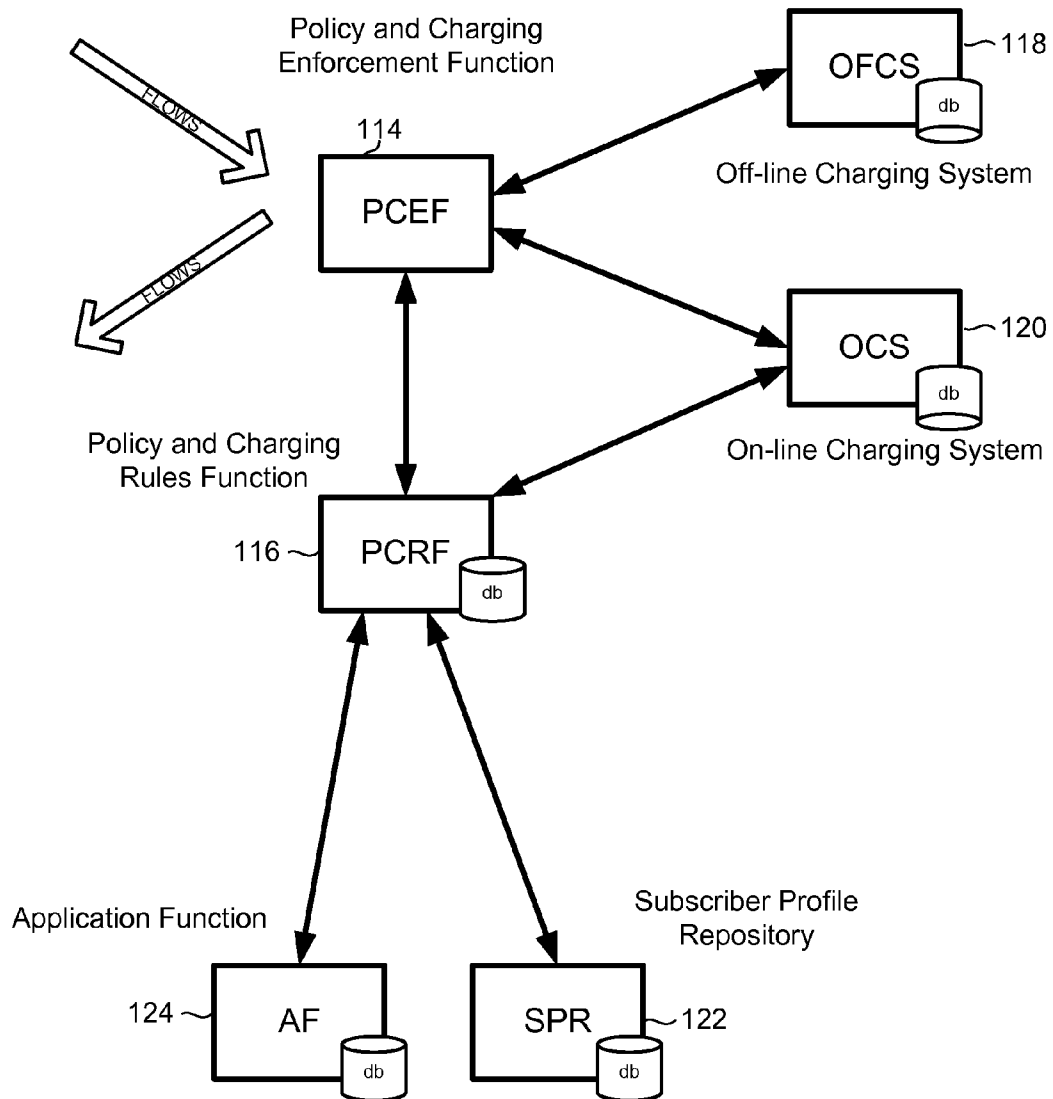 Policy and Charging
Enforcement Function
OFCS
118
db
Off-line Charging System
FLOWS
114
PCEF
FLOWS
OCS
120
db
On-line Charging System
Policy and Charging
Rules Function
116
PCRF
db
Application Function
Subscriber Profile
Repository
124
AF
db
SPR
122
db